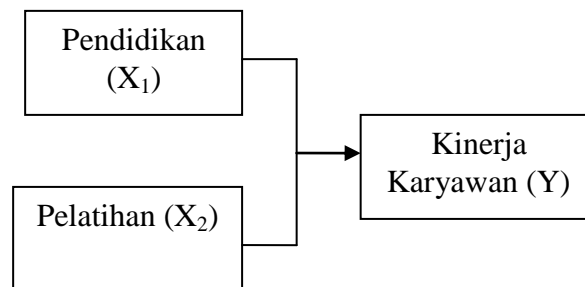 Pendidikan
(X₁)
Kinerja
Karyawan (Y)
Pelatihan (X₂)